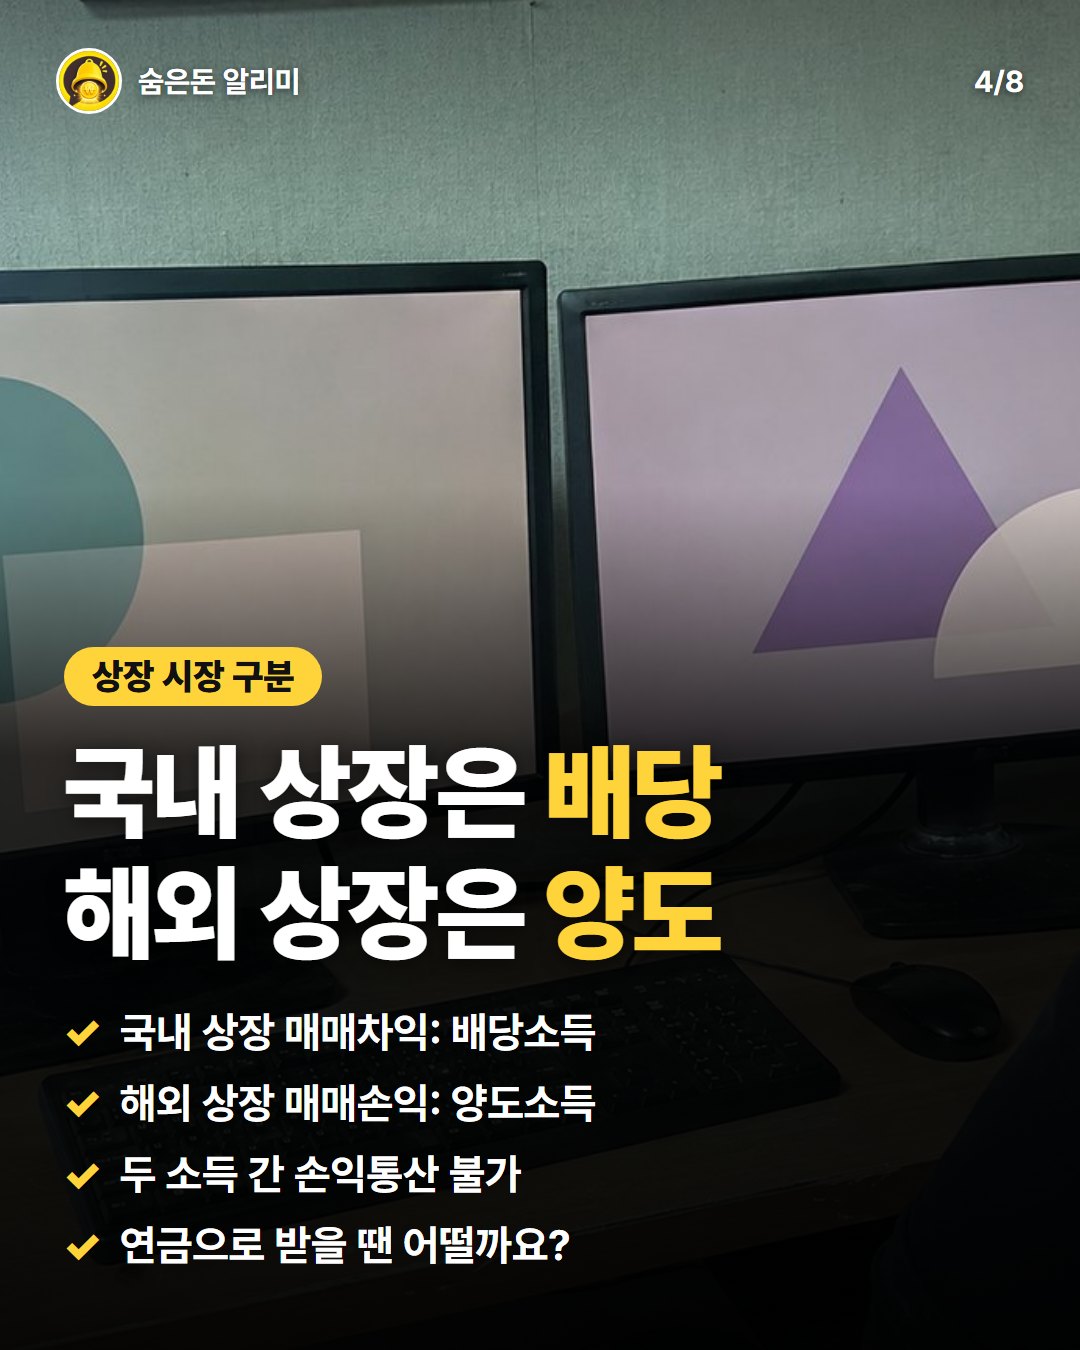 숨은돈 알리미
4/8
상장 시장 구분
국내 상장은 배당
해외 상장은 양도
국내 상장 매매차익: 배당소득
해외 상장 매매손익: 양도소득
두 소득 간 손익통산 불가
연금으로 받을 땐 어떨까요?